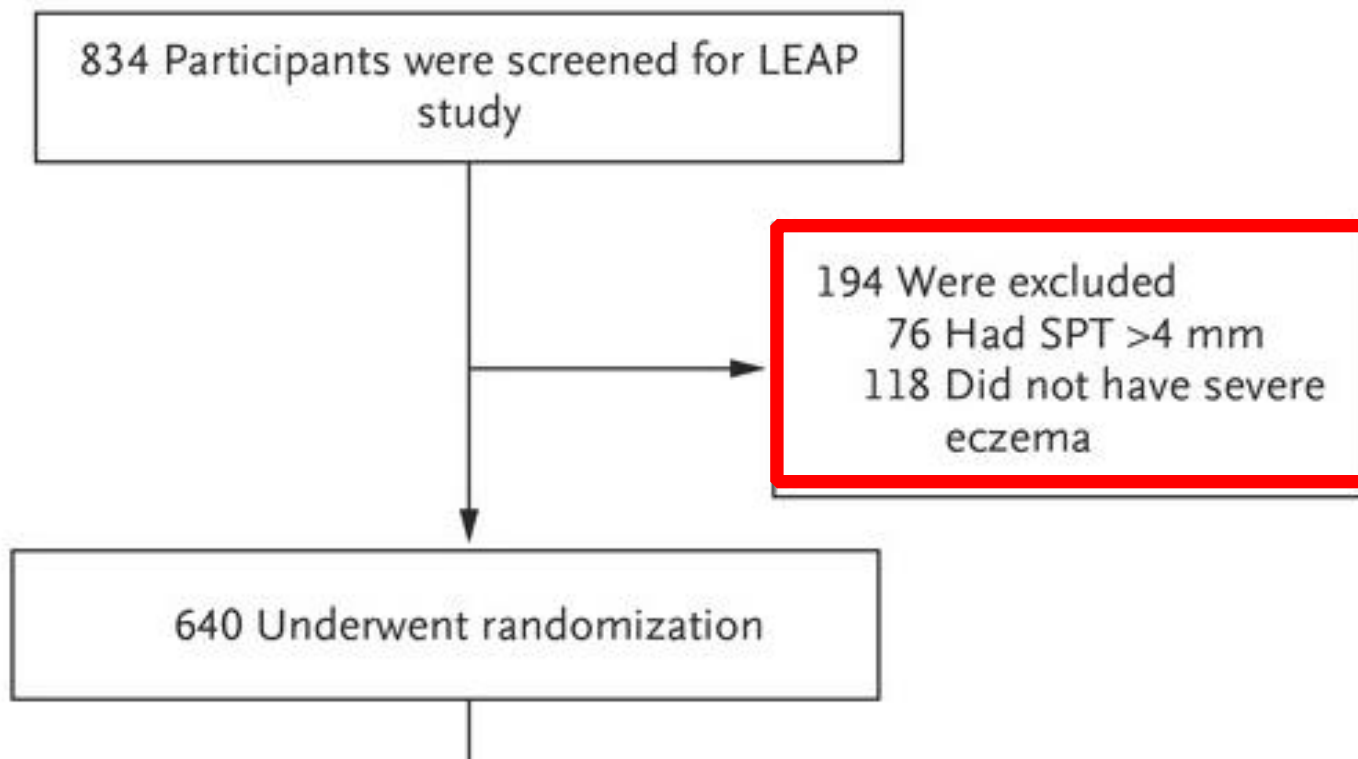 834 Participants were screened for LEAP
study
194 Were excluded
76 Had SPT >4 mm
118 Did not have severe
eczema
640 Underwent randomization